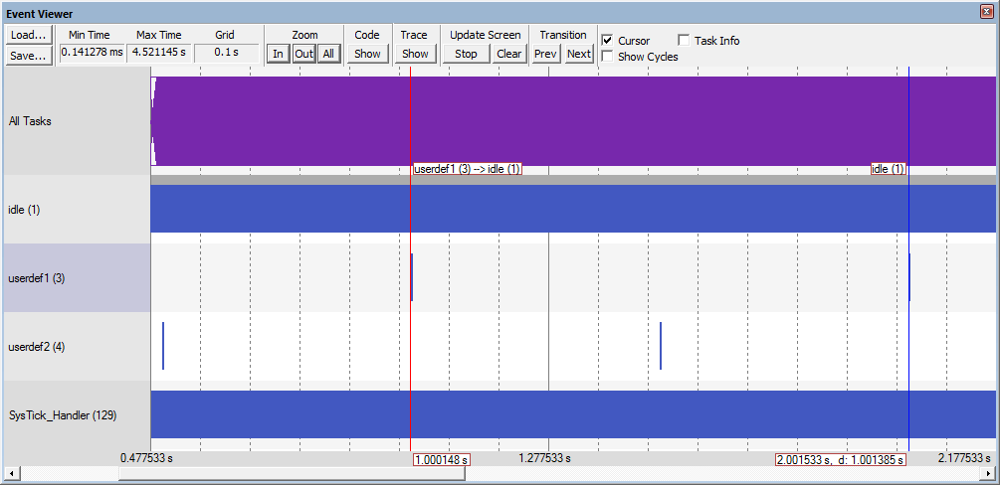 Event Viewer
Load... Min Time Max Time Grid Zoom Code Trace Update Screen Transition Cursor Task Info
Save... 0.141278 ms 4.521145 s 0.1 s In Out All Show Show Stop Clear Prev Next Show Cycles
All Tasks
userdef1 (3) --> idle (1) idle (1)
idle (1)
userdef1 (3)
userdef2 (4)
SysTick_Handler (129)
0.477533 s 1.000148 s 1.277533 s 2.001533 s, d: 1.001385 s 2.177533 s